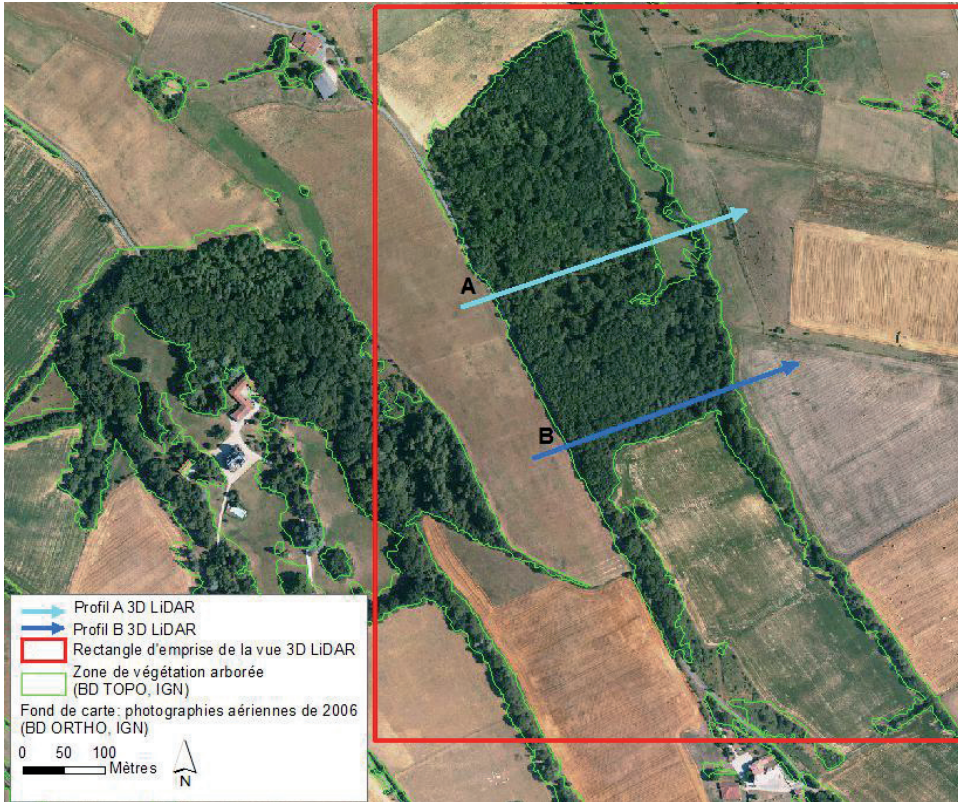 A
B
Profil A 3D LiDAR
Profil B 3D LiDAR
Rectangle d'emprise de la vue 3D LiDAR
Zone de végétation arborée
(BD TOPO, IGN)
Fond de carte: photographies aériennes de 2006
(BD ORTHO, IGN)
0 50 100
Mètres
N